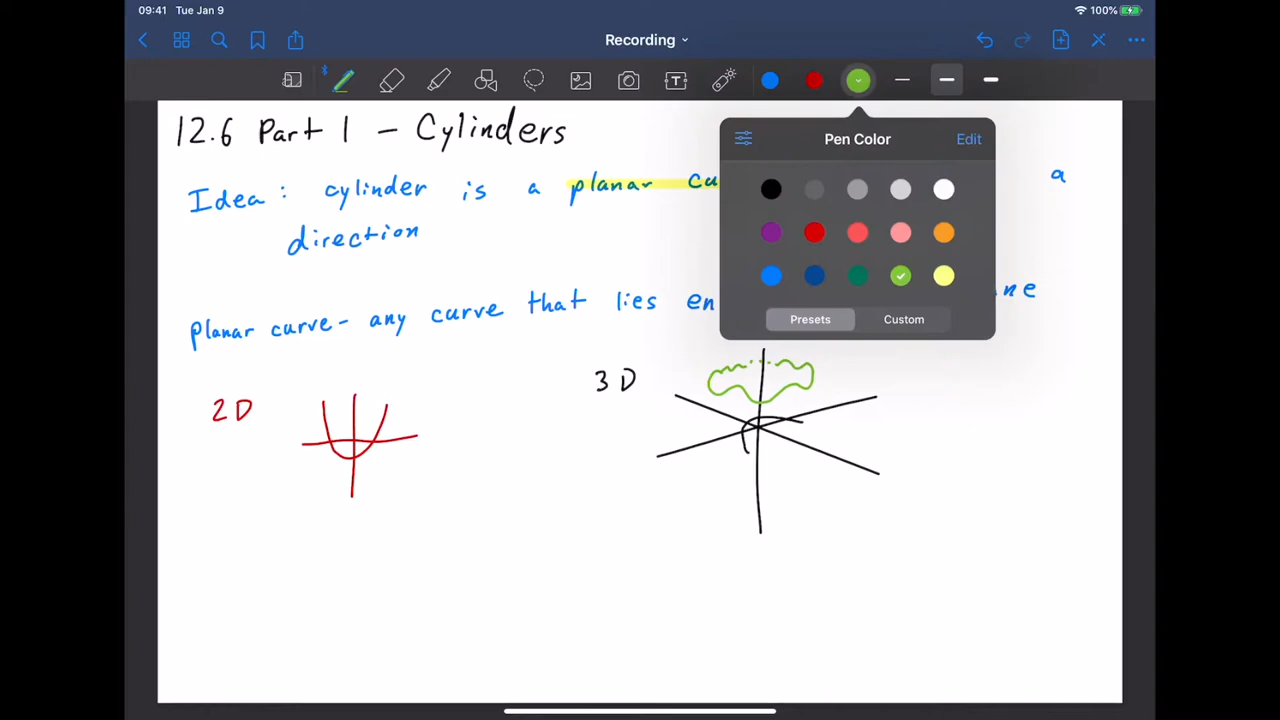 09:41 Tue Jan 9
100%
Recording
T
12.6 Part 1 - Cylinders
Pen Color
Edit
Idea: cylinder is a planar cu a
direction
planar curve - any curve that lies en ne
Presets
Custom
3D
2D